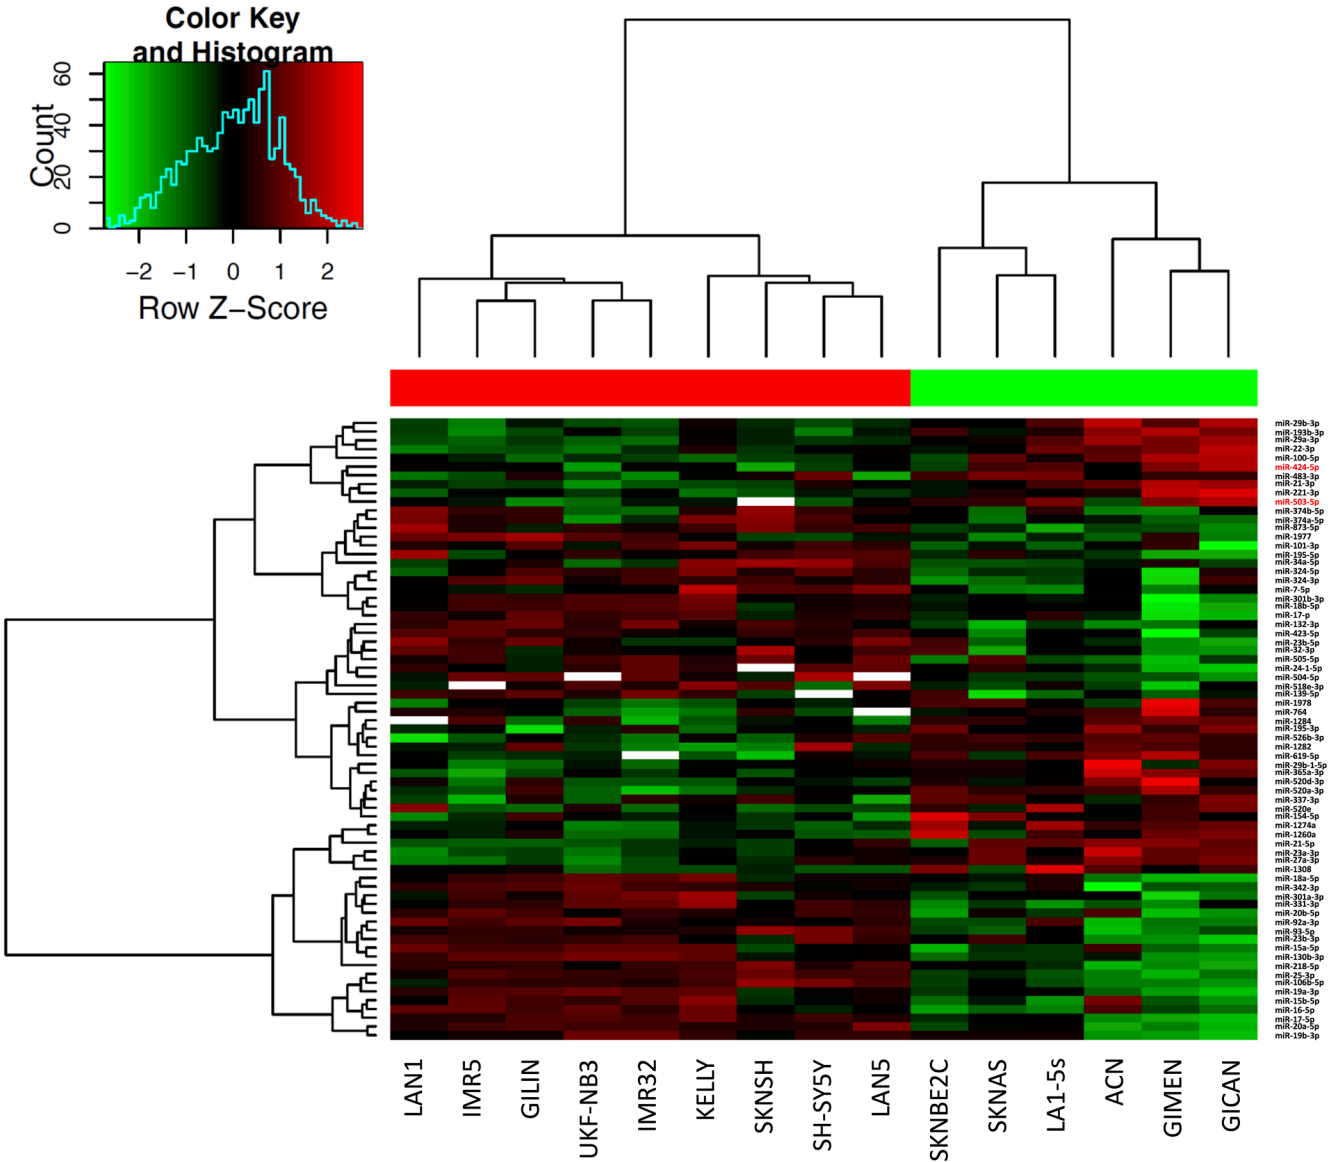 Color Key
and Histogram
Count
0
20
40
60
−2
−1
0
1
2
Row Z−Score
miR-29b-3p
miR-193b-3p
miR-29a-3p
miR-22-3p
miR-100-5p
miR-424-5p
miR-483-3p
miR-21-3p
miR-221-3p
miR-503-5p
miR-374b-5p
miR-374a-5p
miR-873-5p
miR-1977
miR-101-3p
miR-195-5p
miR-34a-5p
miR-324-5p
miR-324-3p
miR-7-5p
miR-301b-3p
miR-18b-5p
miR-17-p
miR-132-3p
miR-423-5p
miR-23b-5p
miR-32-3p
miR-505-5p
miR-24-1-5p
miR-504-5p
miR-518e-3p
miR-139-5p
miR-1978
miR-764
miR-1284
miR-195-3p
miR-526b-3p
miR-1282
miR-619-5p
miR-29b-1-5p
miR-365a-3p
miR-520d-3p
miR-520a-3p
miR-337-3p
miR-520e
miR-154-5p
miR-1274a
miR-1260a
miR-21-5p
miR-23a-3p
miR-27a-3p
miR-1308
miR-18a-5p
miR-342-3p
miR-301a-3p
miR-331-3p
miR-20b-5p
miR-92a-3p
miR-93-5p
miR-23b-3p
miR-15a-5p
miR-130b-3p
miR-218-5p
miR-25-3p
miR-106b-5p
miR-19a-3p
miR-15b-5p
miR-16-5p
miR-17-5p
miR-20a-5p
miR-19b-3p
LAN1
IMR5
GILIN
UKF-NB3
IMR32
KELLY
SKNSH
SH-SY5Y
LAN5
SKNBE2C
SKNAS
LA1-5s
ACN
GIMEN
GICAN